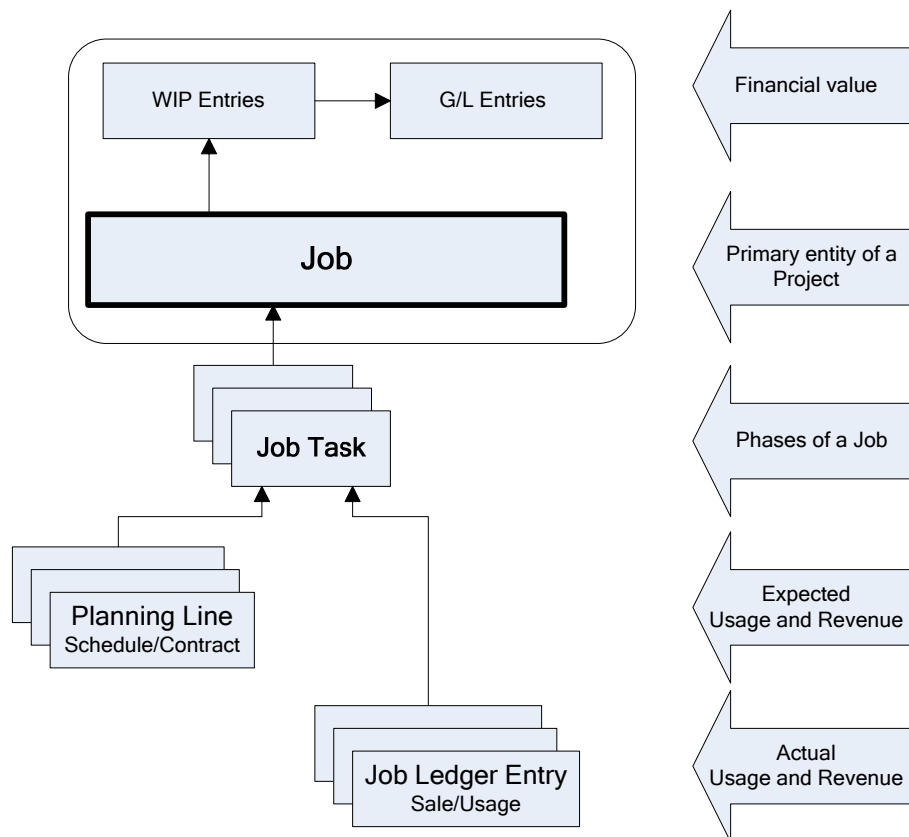 WIP Entries
G/L Entries
Financial value
Job
Primary entity of a
Project
Job Task
Phases of a Job
Planning Line
Schedule/Contract
Expected
Usage and Revenue
Job Ledger Entry
Sale/Usage
Actual
Usage and Revenue